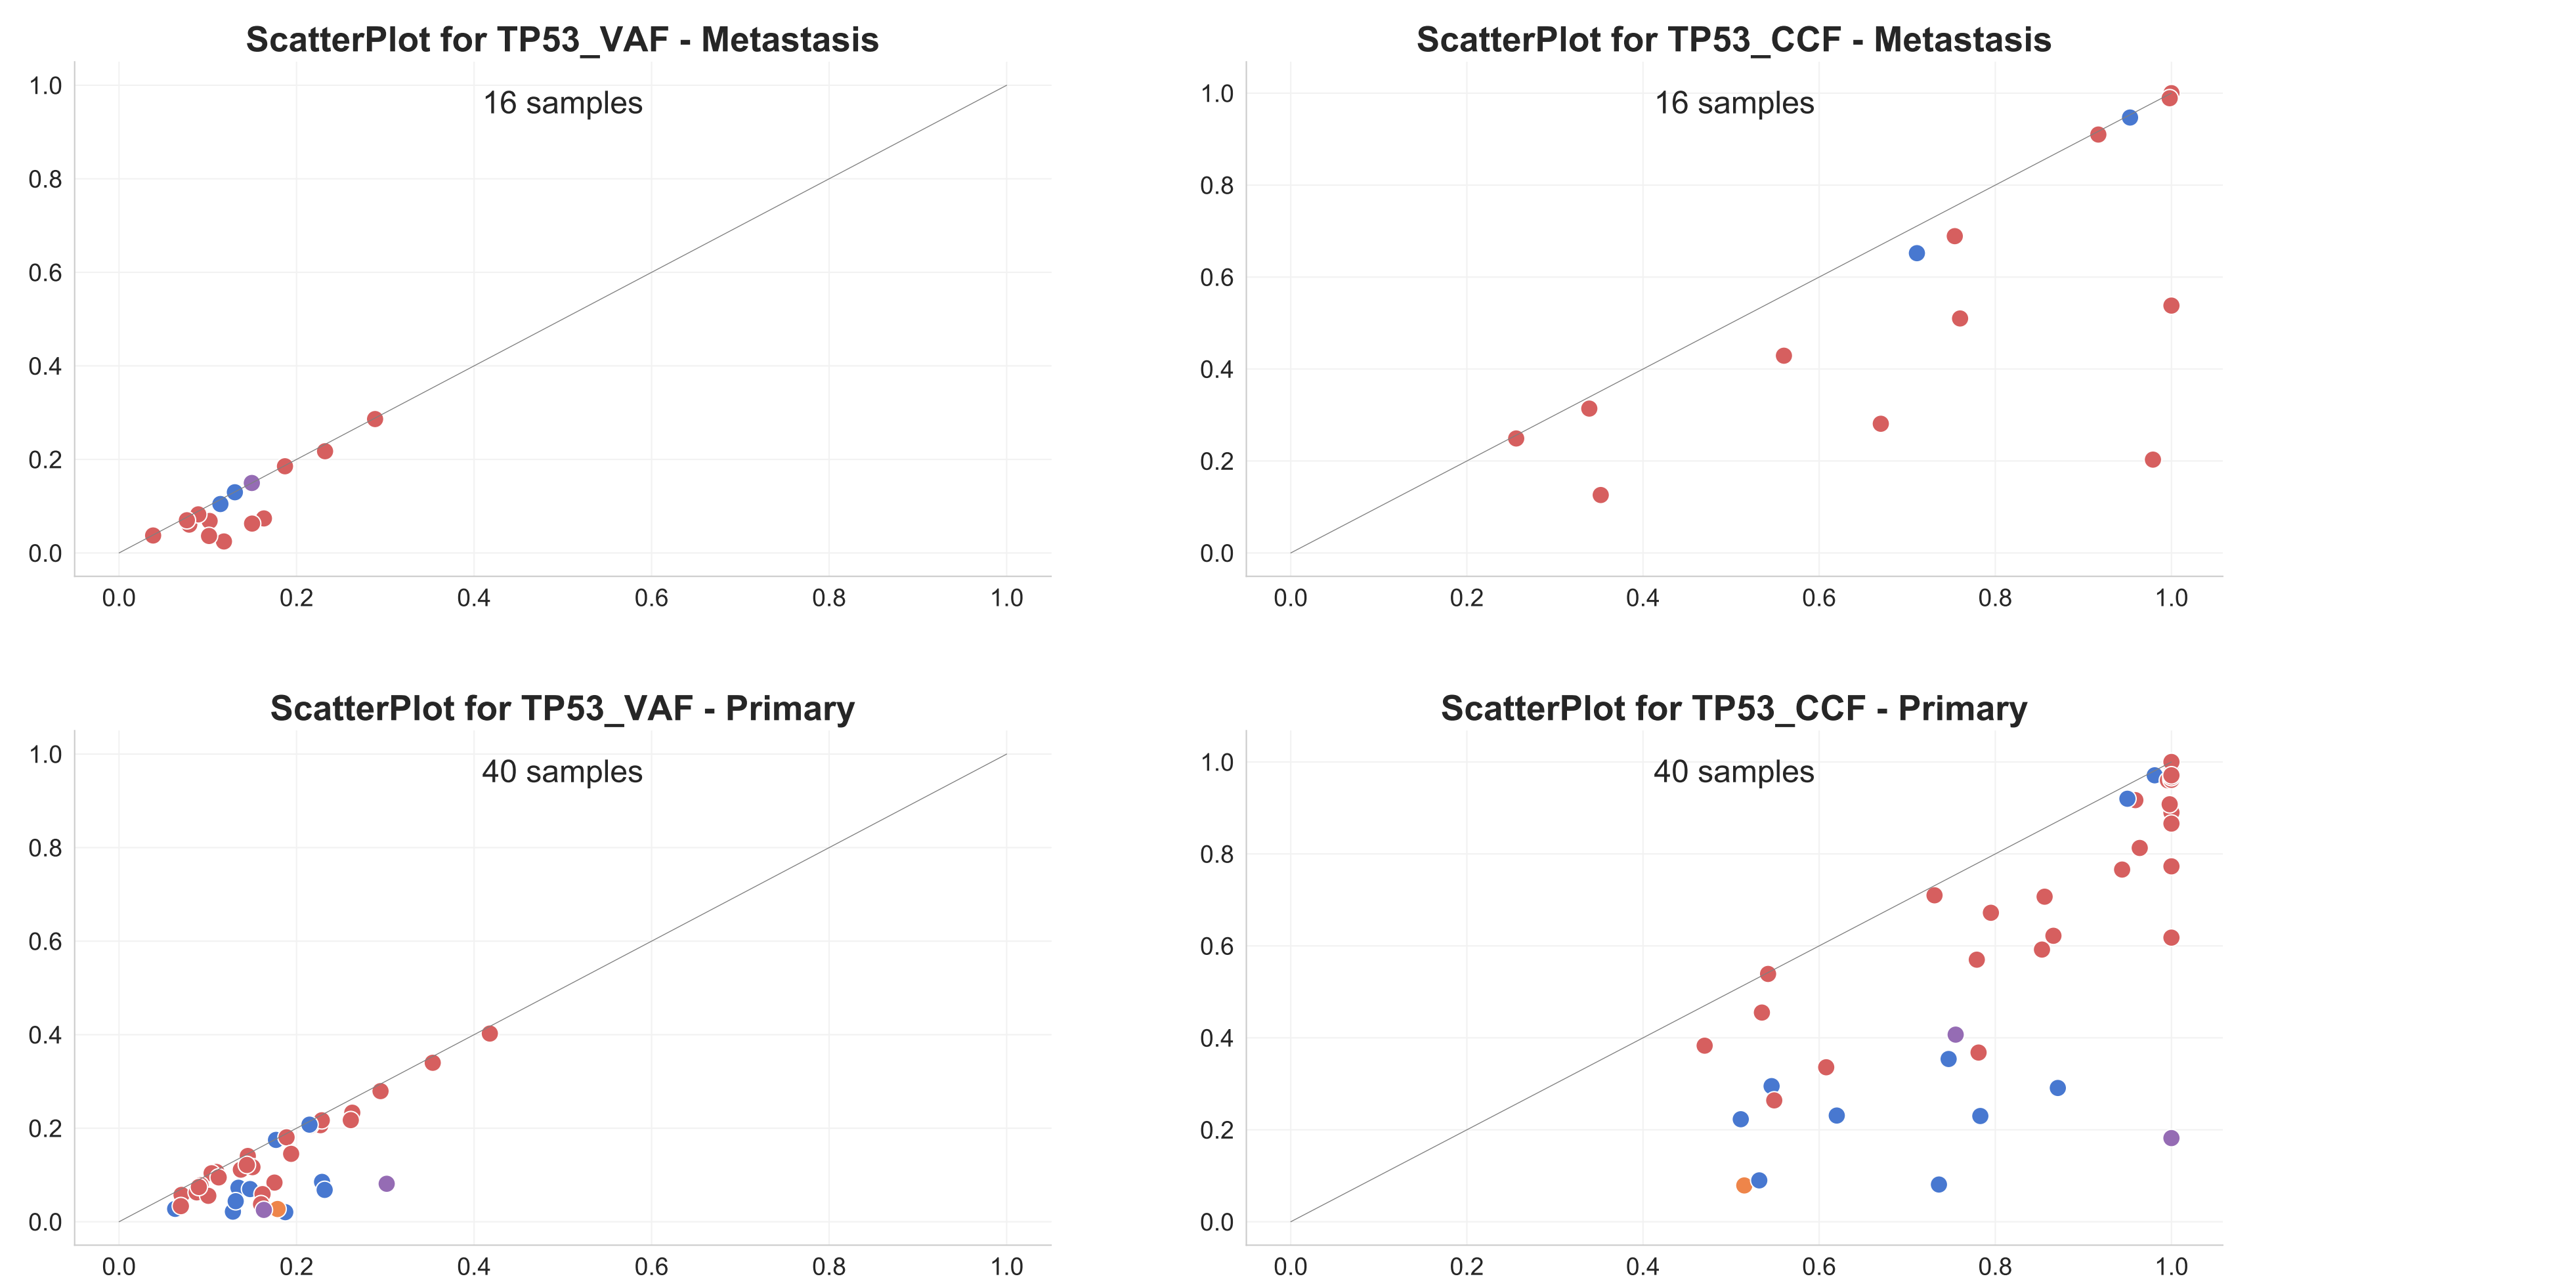 ScatterPlot for TP53_VAF - Metastasis
16 samples
1.0
0.8
0.6
0.4
0.2
0.0
0.0 0.2 0.4 0.6 0.8 1.0
ScatterPlot for TP53_CCF - Metastasis
16 samples
1.0
0.8
0.6
0.4
0.2
0.0
0.0 0.2 0.4 0.6 0.8 1.0
ScatterPlot for TP53_VAF - Primary
40 samples
1.0
0.8
0.6
0.4
0.2
0.0
0.0 0.2 0.4 0.6 0.8 1.0
ScatterPlot for TP53_CCF - Primary
40 samples
1.0
0.8
0.6
0.4
0.2
0.0
0.0 0.2 0.4 0.6 0.8 1.0